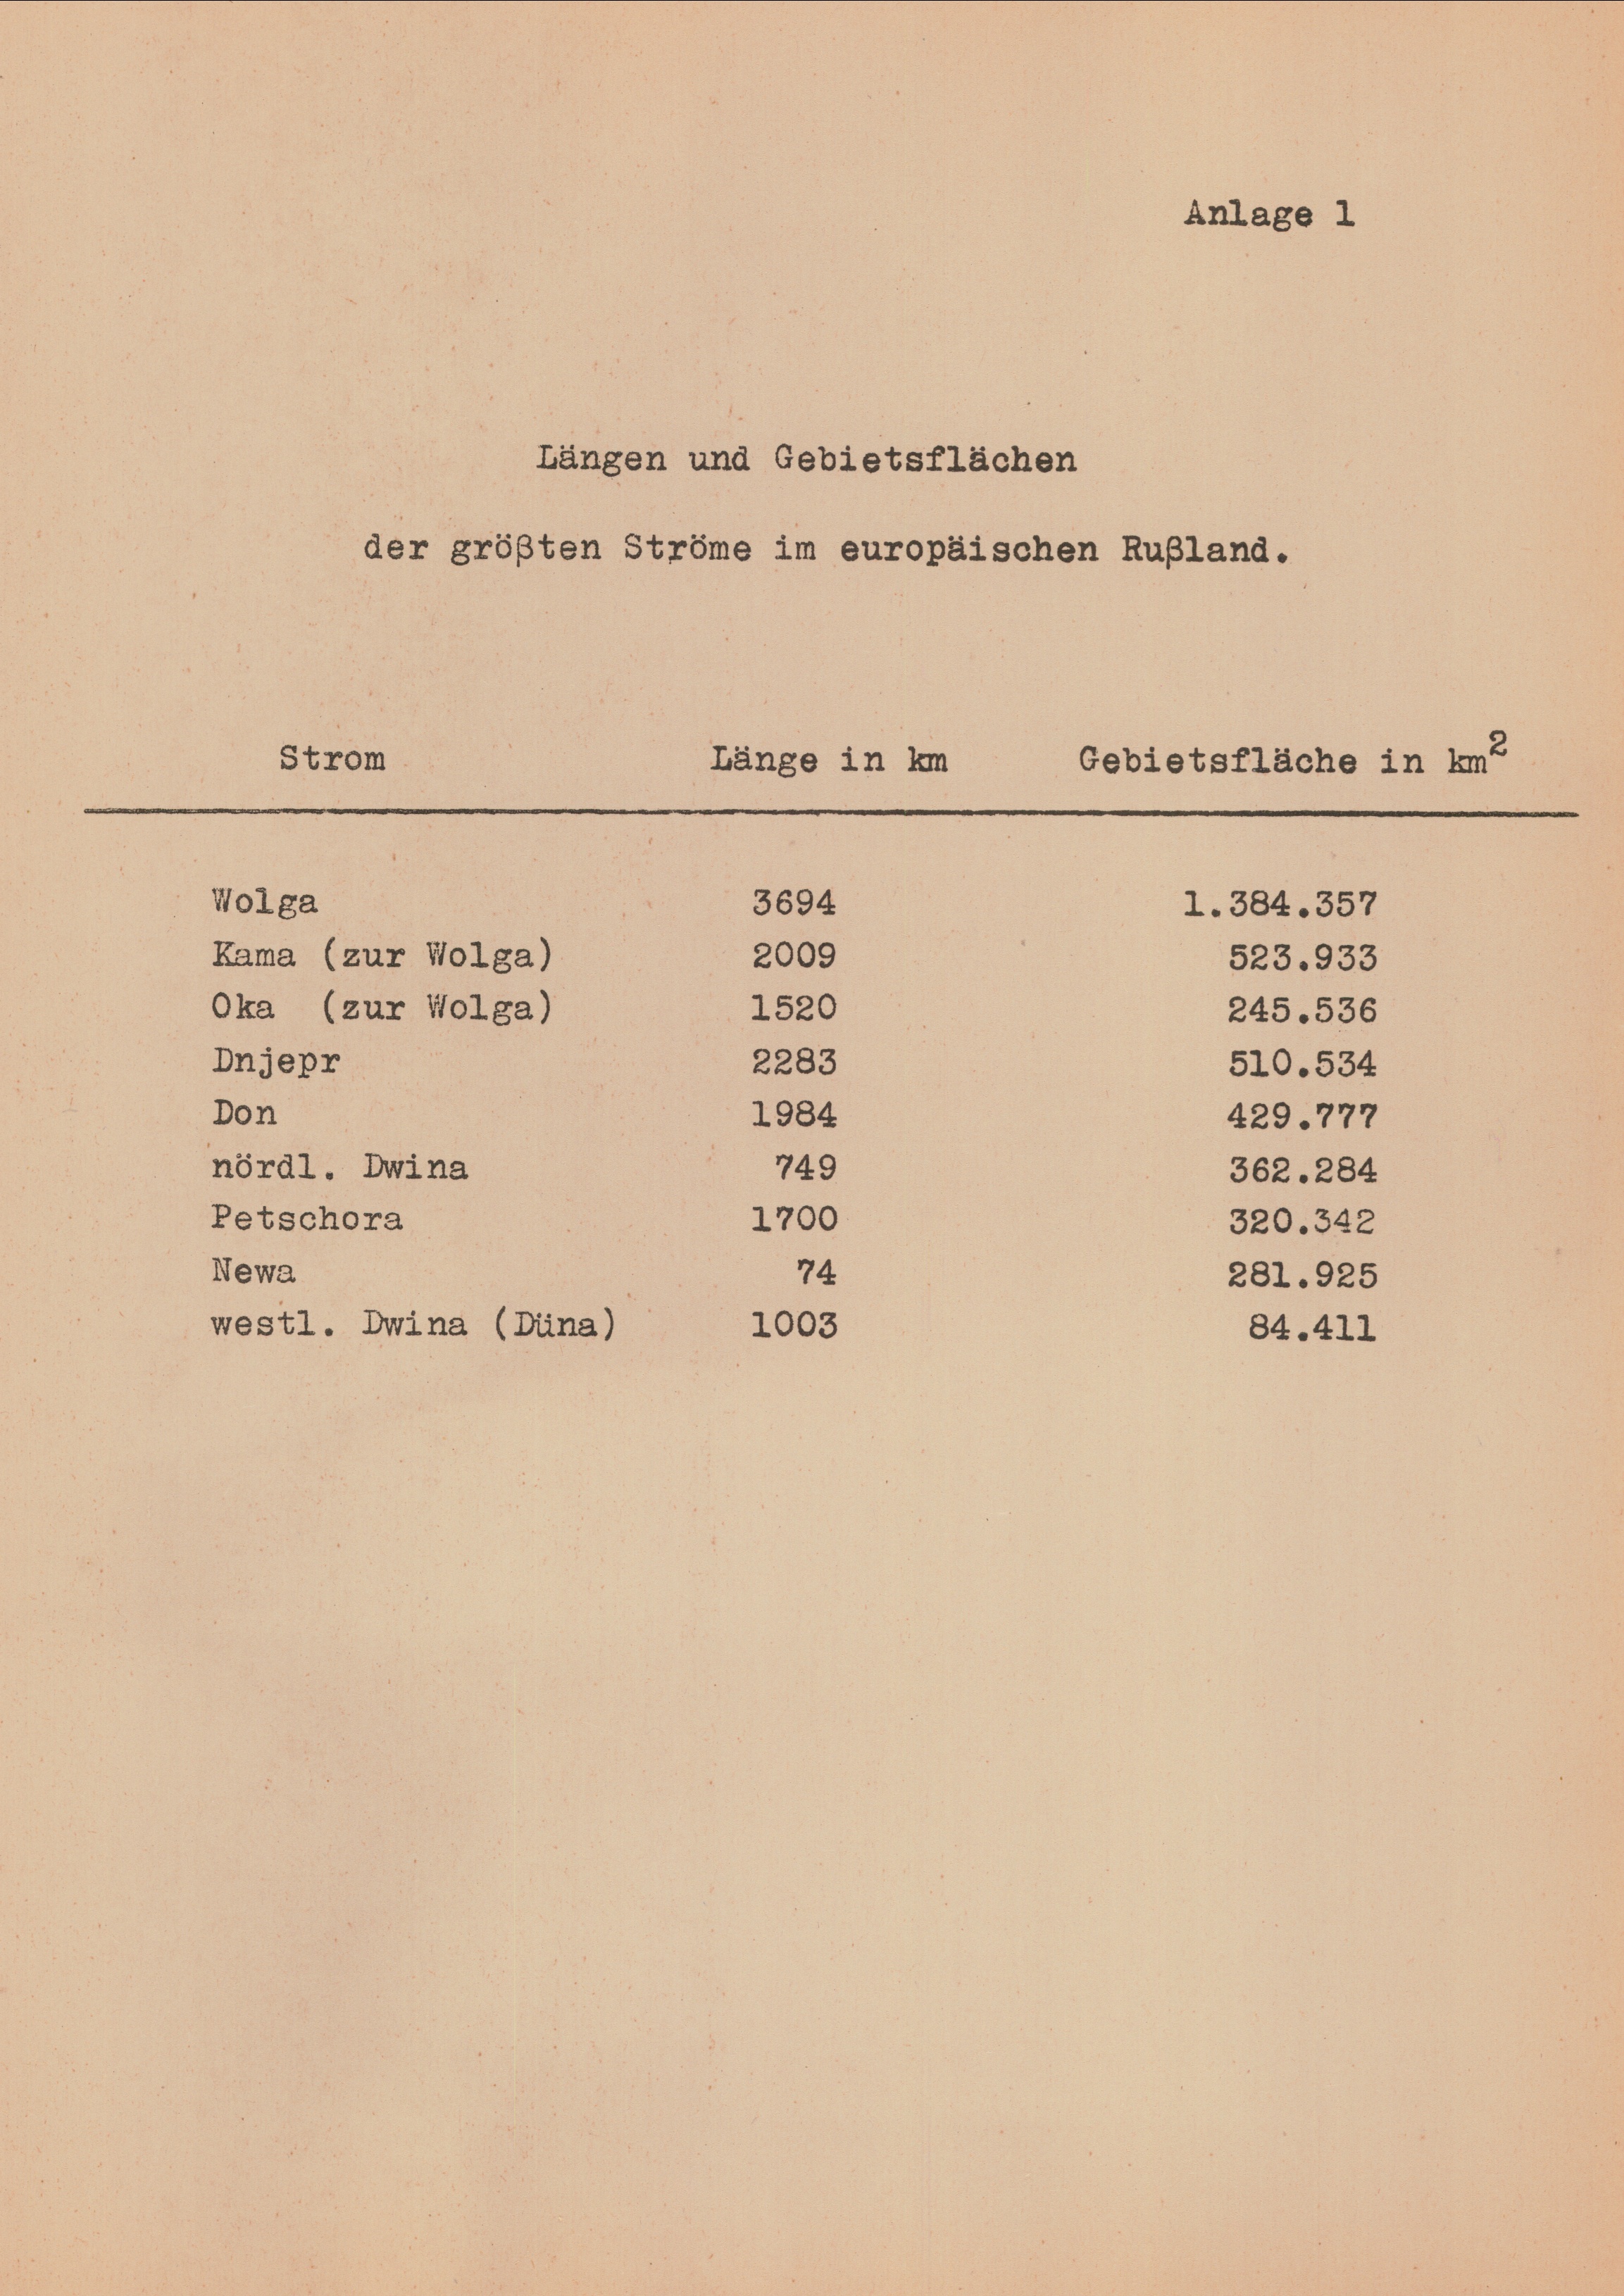 Anlage 1
Längen und Gebietsflächen
der größten Ströme im europäischen Rußland.
Strom Länge in km Gebietsfläche in km²
Wolga 3694 1.384.357
Kama (zur Wolga) 2009 523.933
Oka (zur Wolga) 1520 245.536
Dnjepr 2283 510.534
Don 1984 429.777
nördl. Dwina 749 362.284
Petschora 1700 320.342
Newa 74 281.925
westl. Dwina (Düna) 1003 84.411